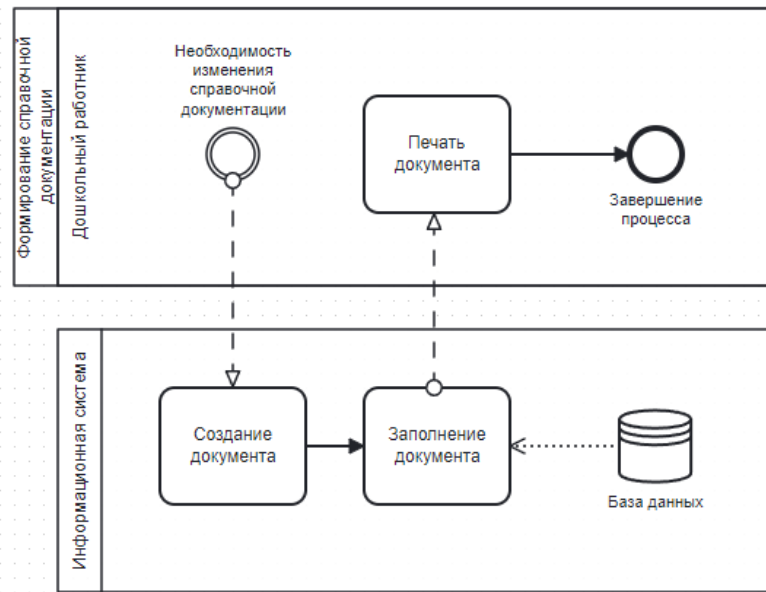 Формирование справочной
документации
Дошкольный работник
Необходимость
изменения
справочной
документации
Печать
документа
Завершение
процесса
Информационная система
Создание
документа
Заполнение
документа
База данных